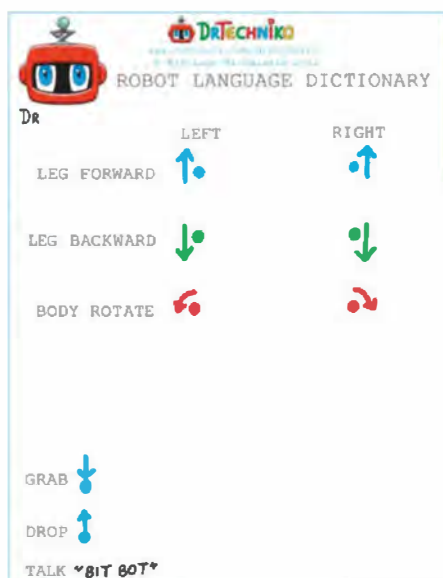 DRTECHNIKO
ROBOT LANGUAGE DICTIONARY
DR
LEFT RIGHT
LEG FORWARD
LEG BACKWARD
BODY ROTATE
GRAB
DROP
TALK "BIT BOT"